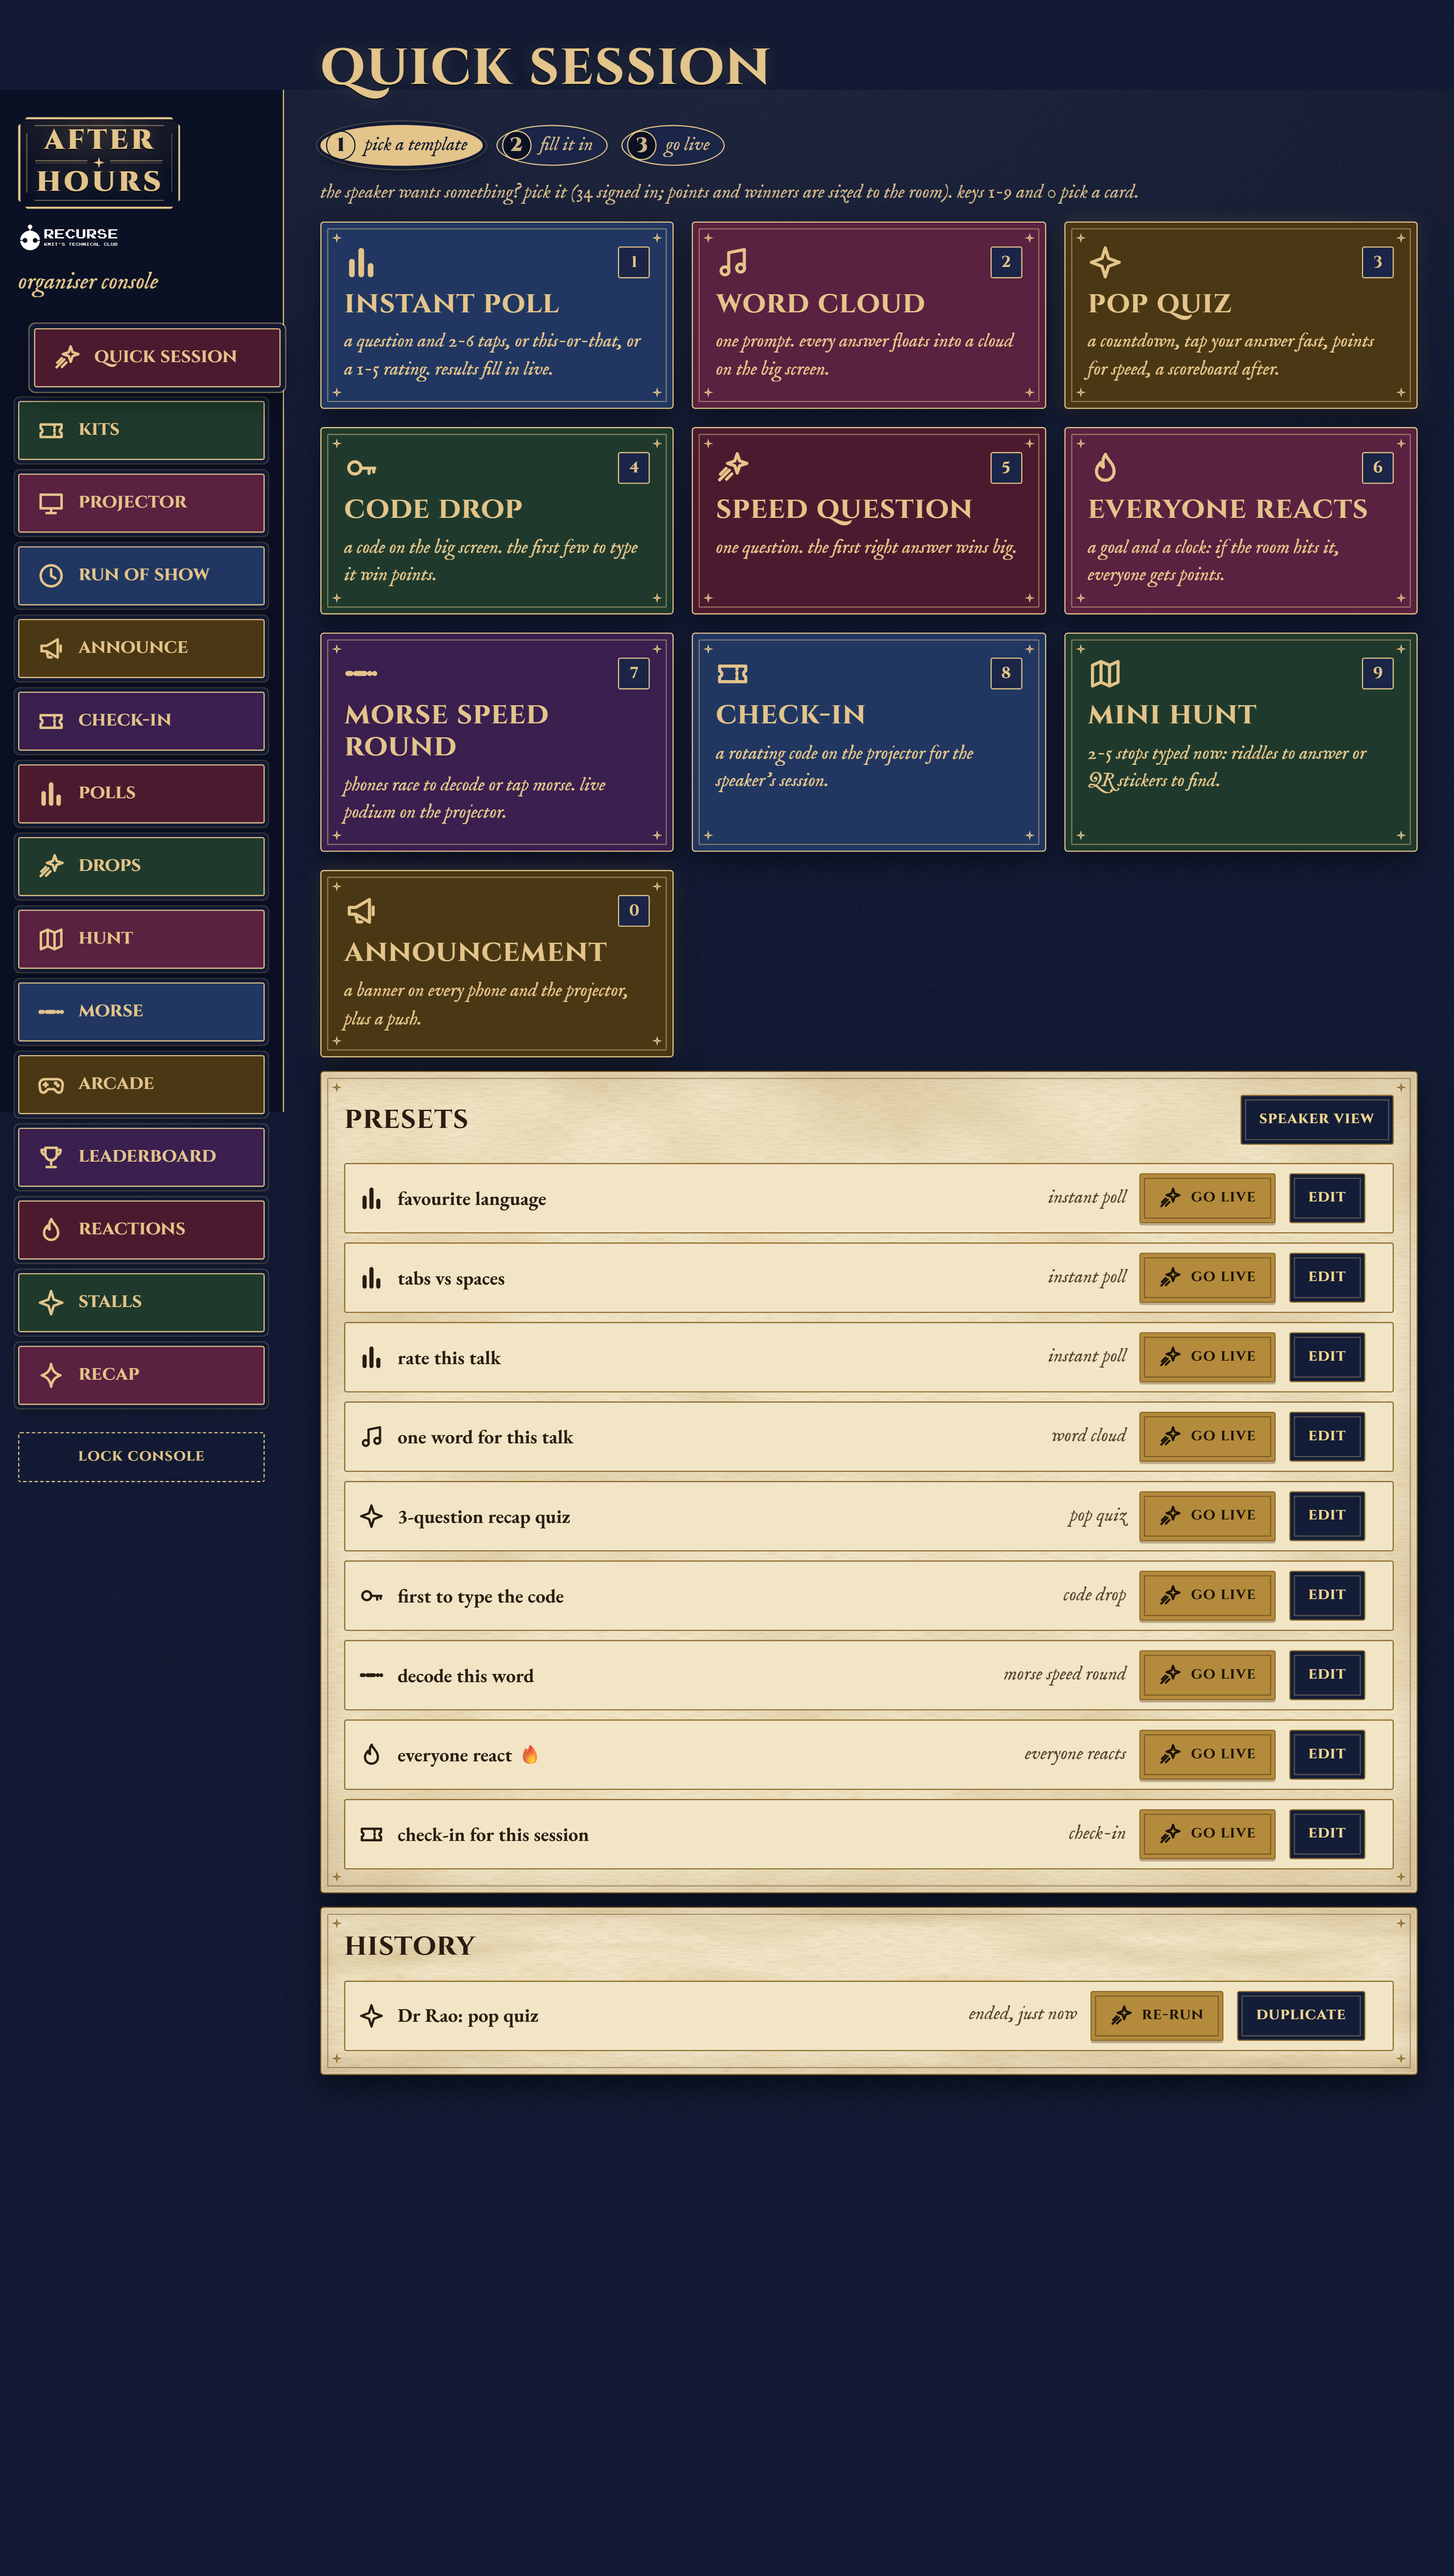 QUICK SESSION
AFTER
HOURS
RECURSE
KMIT'S TECHNICAL CLUB
organiser console
QUICK SESSION
KITS
PROJECTOR
RUN OF SHOW
ANNOUNCE
CHECK-IN
POLLS
DROPS
HUNT
MORSE
ARCADE
LEADERBOARD
REACTIONS
STALLS
RECAP
LOCK CONSOLE
1 pick a template
2 fill it in
3 go live
the speaker wants something? pick it (34 signed in; points and winners are sized to the room). keys 1-9 and 0 pick a card.
1
INSTANT POLL
a question and 2-6 taps, or this-or-that, or
a 1-5 rating. results fill in live.
2
WORD CLOUD
one prompt. every answer floats into a cloud
on the big screen.
3
POP QUIZ
a countdown, tap your answer fast, points
for speed, a scoreboard after.
4
CODE DROP
a code on the big screen. the first few to type
it win points.
5
SPEED QUESTION
one question. the first right answer wins big.
6
EVERYONE REACTS
a goal and a clock: if the room hits it,
everyone gets points.
7
MORSE SPEED
ROUND
phones race to decode or tap morse. live
podium on the projector.
8
CHECK-IN
a rotating code on the projector for the
speaker's session.
9
MINI HUNT
2-5 stops typed now: riddles to answer or
QR stickers to find.
0
ANNOUNCEMENT
a banner on every phone and the projector,
plus a push.
PRESETS
SPEAKER VIEW
favourite language instant poll GO LIVE EDIT
tabs vs spaces instant poll GO LIVE EDIT
rate this talk instant poll GO LIVE EDIT
one word for this talk word cloud GO LIVE EDIT
3-question recap quiz pop quiz GO LIVE EDIT
first to type the code code drop GO LIVE EDIT
decode this word morse speed round GO LIVE EDIT
everyone react 🔥 everyone reacts GO LIVE EDIT
check-in for this session check-in GO LIVE EDIT
HISTORY
Dr Rao: pop quiz ended, just now RE-RUN DUPLICATE